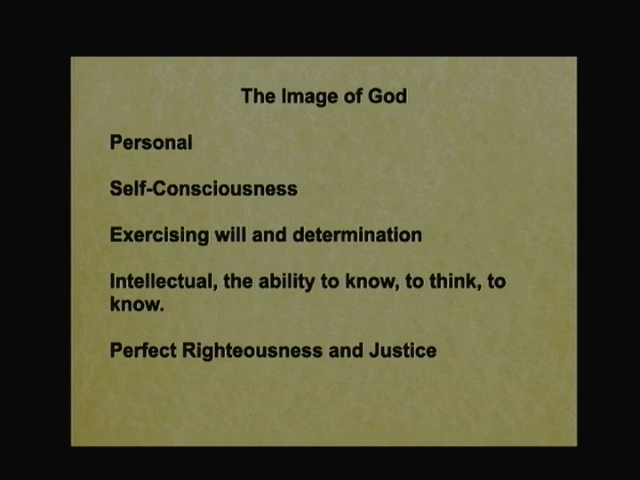 The Image of God
Personal
Self-Consciousness
Exercising will and determination
Intellectual, the ability to know, to think, to
know.
Perfect Righteousness and Justice